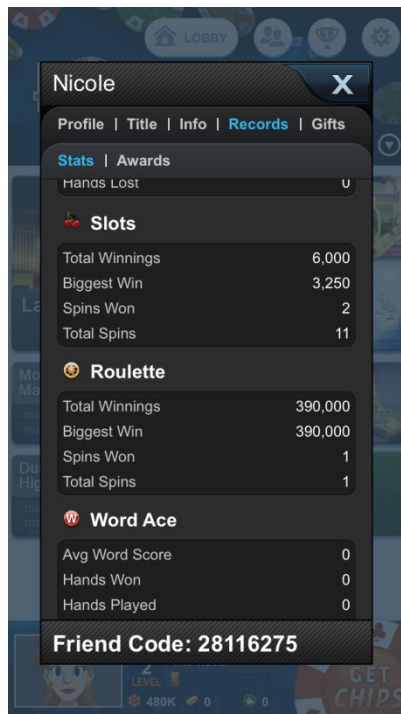 LOBBY
Nicole X
Profile | Title | Info | Records | Gifts
Stats | Awards
Hands Lost 0
Slots
Total Winnings 6,000
Biggest Win 3,250
Spins Won 2
Total Spins 11
Roulette
Total Winnings 390,000
Biggest Win 390,000
Spins Won 1
Total Spins 1
W Word Ace
Avg Word Score 0
Hands Won 0
Hands Played 0
Friend Code: 28116275
2
LEVEL
480K 0 0
GET
CHIPS